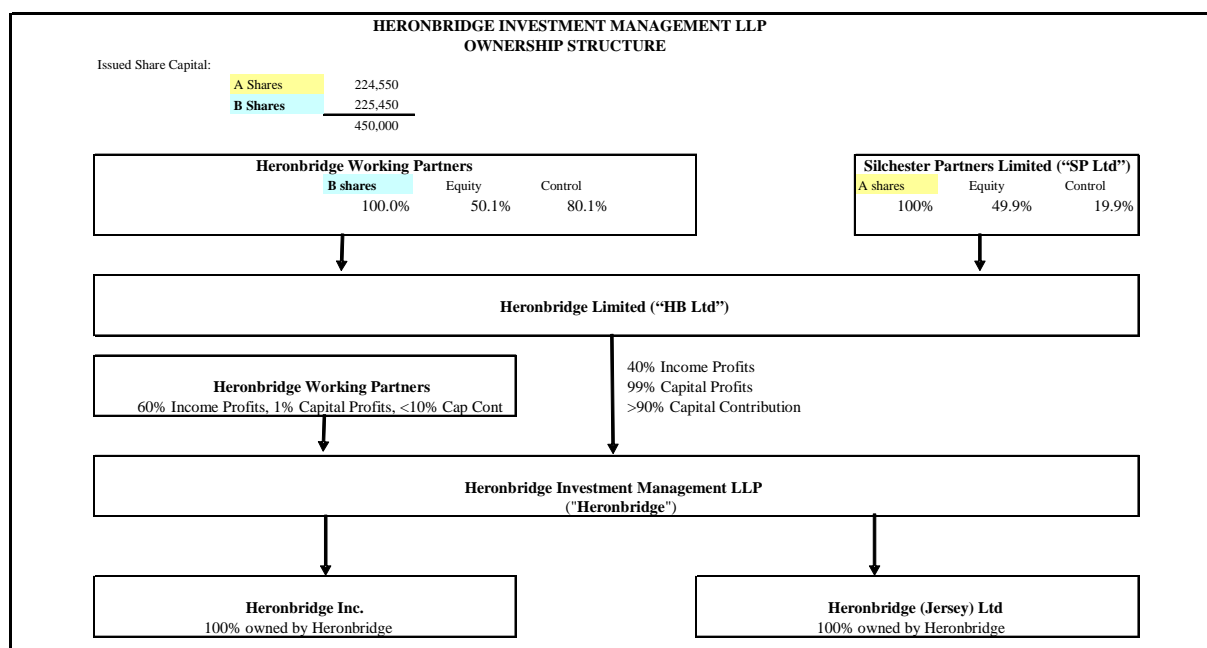 HERONBRIDGE INVESTMENT MANAGEMENT LLP
OWNERSHIP STRUCTURE
Issued Share Capital:
A Shares 224,550
B Shares 225,450
450,000
Heronbridge Working Partners
B shares Equity Control
100.0% 50.1% 80.1%
Silchester Partners Limited (“SP Ltd”)
A shares Equity Control
100% 49.9% 19.9%
Heronbridge Limited (“HB Ltd”)
40% Income Profits
99% Capital Profits
>90% Capital Contribution
Heronbridge Working Partners
60% Income Profits, 1% Capital Profits, <10% Cap Cont
Heronbridge Investment Management LLP
("Heronbridge")
Heronbridge Inc.
100% owned by Heronbridge
Heronbridge (Jersey) Ltd
100% owned by Heronbridge